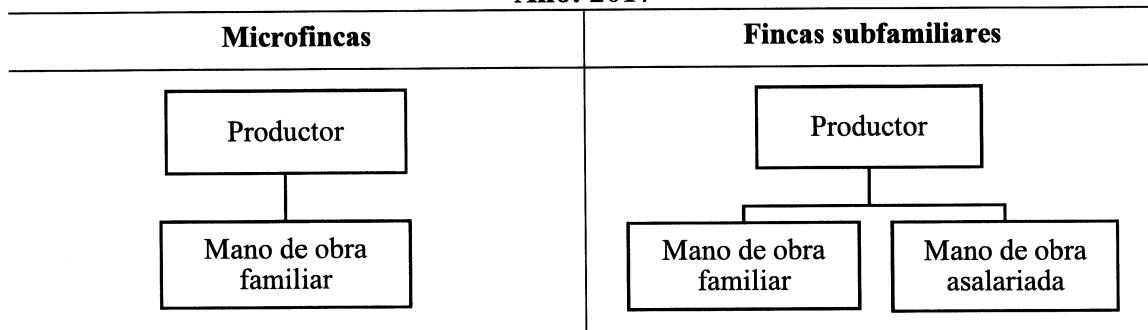 Microfincas
Fincas subfamiliares
Productor
Productor
Mano de obra
familiar
Mano de obra
familiar
Mano de obra
asalariada